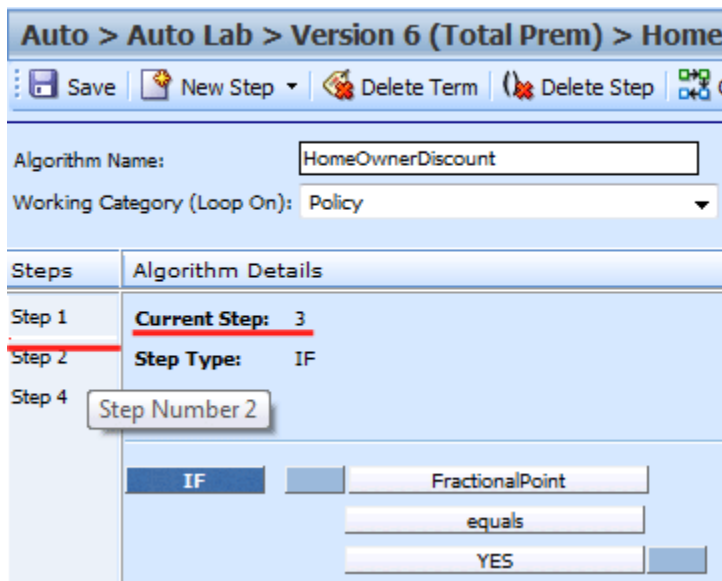 Auto > Auto Lab > Version 6 (Total Prem) > Home
Save New Step Delete Term Delete Step
Algorithm Name: HomeOwnerDiscount
Working Category (Loop On): Policy
Steps Algorithm Details
Step 1 Current Step: 3
Step 2 Step Type: IF
Step 4
Step Number 2
IF FractionalPoint
equals
YES